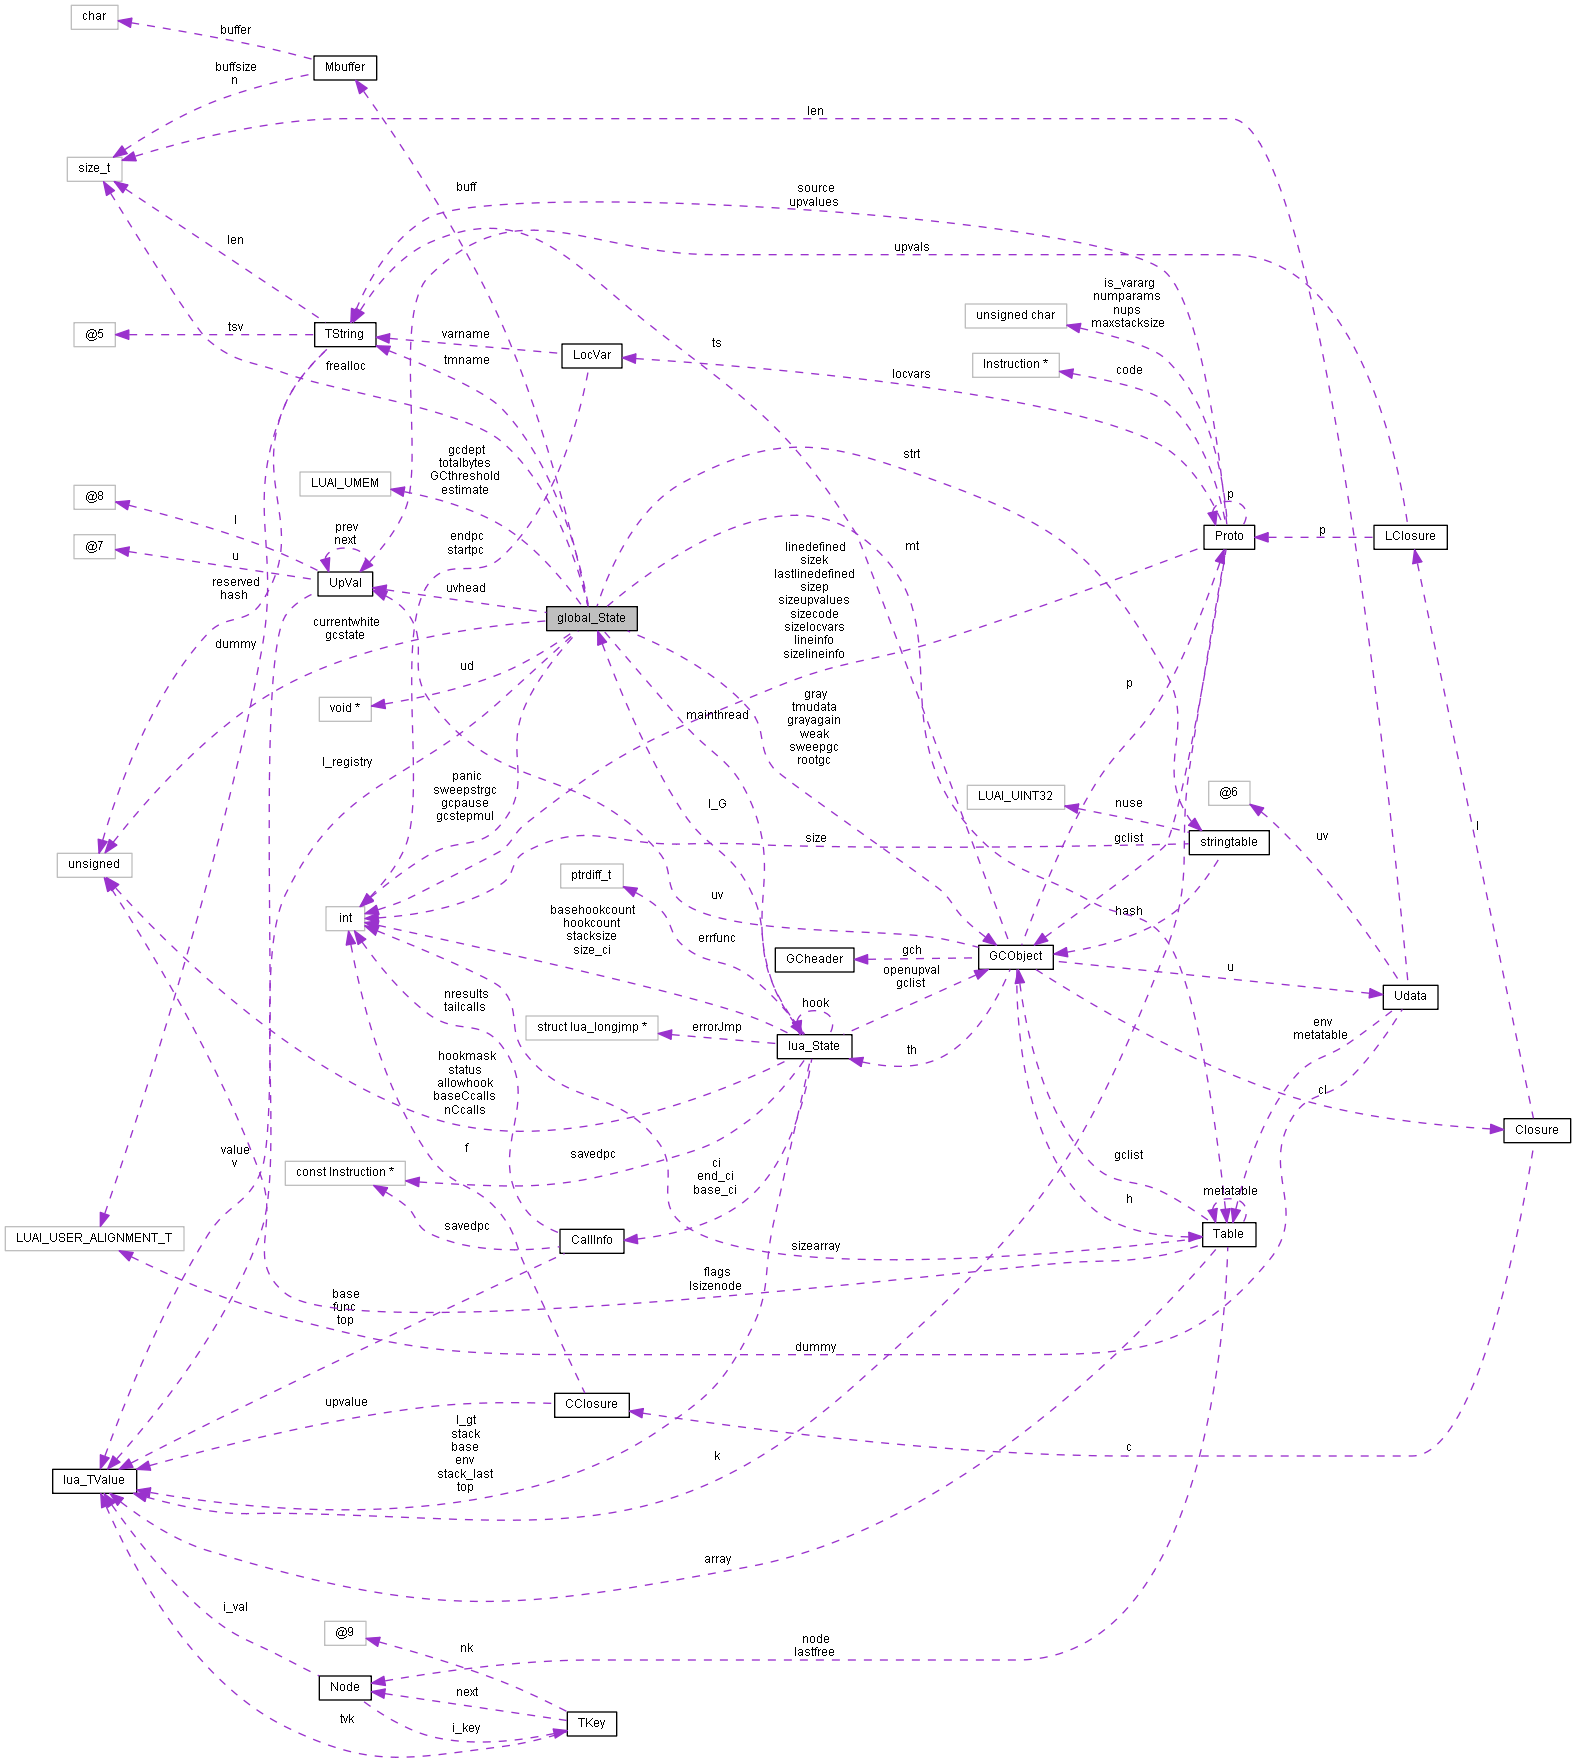 char
buffer
Mbuffer
buffsize
n
len
size_t
buff
source
upvalues
len
upvals
is_vararg
numparams
nups
maxstacksize
unsigned char
@5
tsv
TString
varname
tmname
LocVar
ts
frealloc
Instruction *
code
locvars
strt
gcdept
totalbytes
GCthreshold
estimate
LUAI_UMEM
@8
l
prev
next
endpc
startpc
mt
p
Proto
p
LClosure
@7
u
UpVal
uvhead
linedefined
sizek
lastlinedefined
sizep
sizeupvalues
sizecode
sizelocvars
lineinfo
sizelineinfo
reserved
hash
global_State
currentwhite
gcstate
dummy
ud
void *
p
mainthread
gray
tmudata
grayagain
weak
sweepgc
rootgc
l_registry
panic
sweepstrgc
gcpause
gcstepmul
l_G
LUAI_UINT32
nuse
@6
uv
l
size
gclist
stringtable
unsigned
ptrdiff_t
uv
int
basehookcount
hookcount
stacksize
size_ci
errfunc
hash
GCheader
gch
GCObject
openupval
gclist
u
Udata
nresults
tailcalls
hook
struct lua_longjmp *
errorJmp
lua_State
th
env
metatable
hookmask
status
allowhook
baseCcalls
nCcalls
cl
Closure
value
v
f
savedpc
const Instruction *
ci
end_ci
base_ci
gclist
h
metatable
LUAI_USER_ALIGNMENT_T
savedpc
CallInfo
sizearray
Table
flags
lsizenode
base
func
top
dummy
upvalue
CClosure
l_gt
stack
base
env
stack_last
top
c
k
lua_TValue
array
i_val
@9
nk
node
lastfree
Node
next
tvk
i_key
TKey